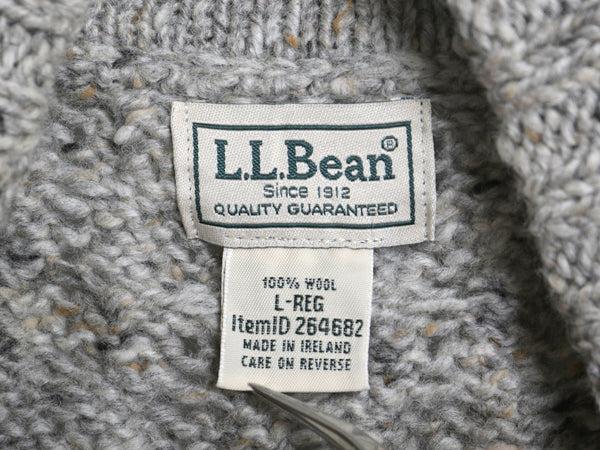 L.L.Bean®
Since 1912
QUALITY GUARANTEED
100% WOOL
L-REG
ItemID 264682
MADE IN IRELAND
CARE ON REVERSE